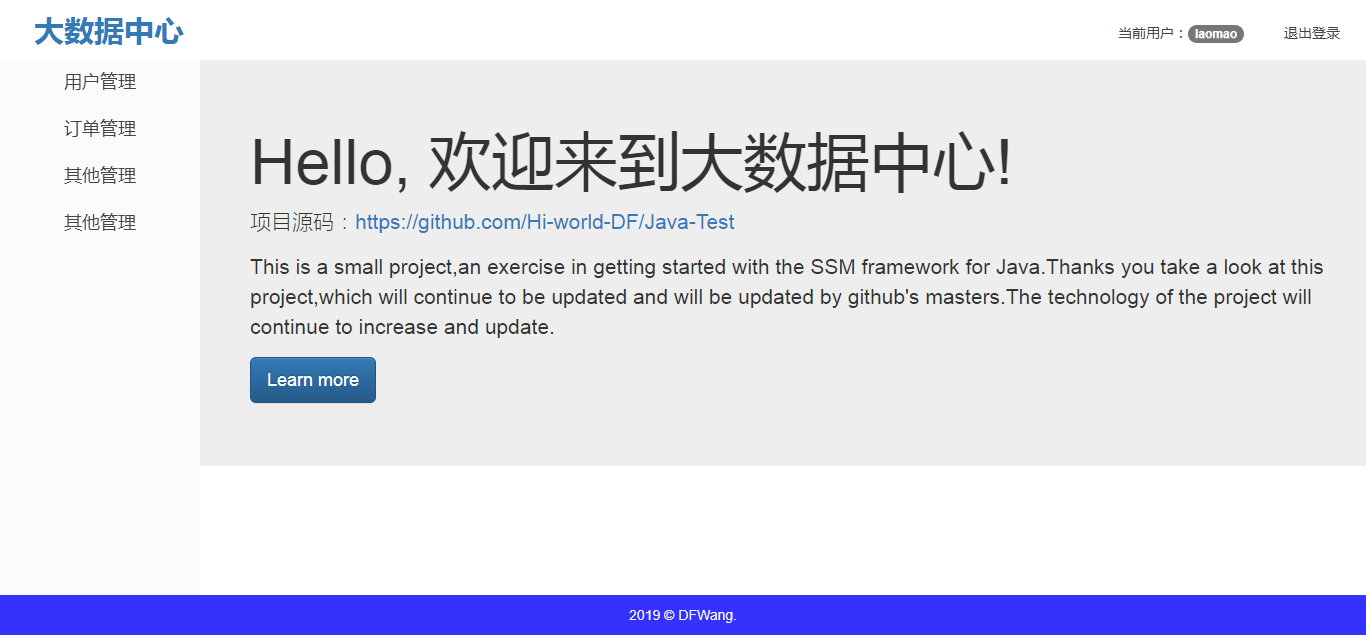 大数据中心
当前用户：laomao 退出登录
用户管理
订单管理
其他管理
其他管理
Hello, 欢迎来到大数据中心!
项目源码：https://github.com/Hi-world-DF/Java-Test
This is a small project,an exercise in getting started with the SSM framework for Java.Thanks you take a look at this
project,which will continue to be updated and will be updated by github's masters.The technology of the project will
continue to increase and update.
Learn more
2019 © DFWang.